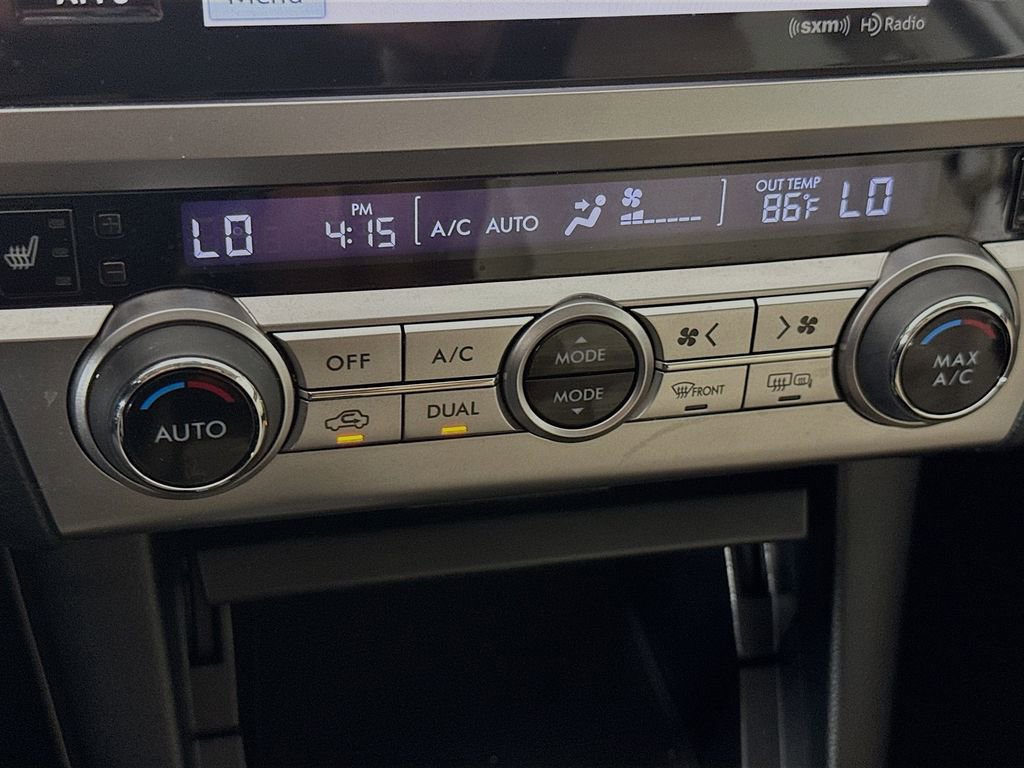 Menu
((sxm)) HD Radio
LO PM 4:15 A/C AUTO OUT TEMP 86°F LO
OFF A/C MODE
MODE
DUAL FRONT
AUTO
MAX A/C